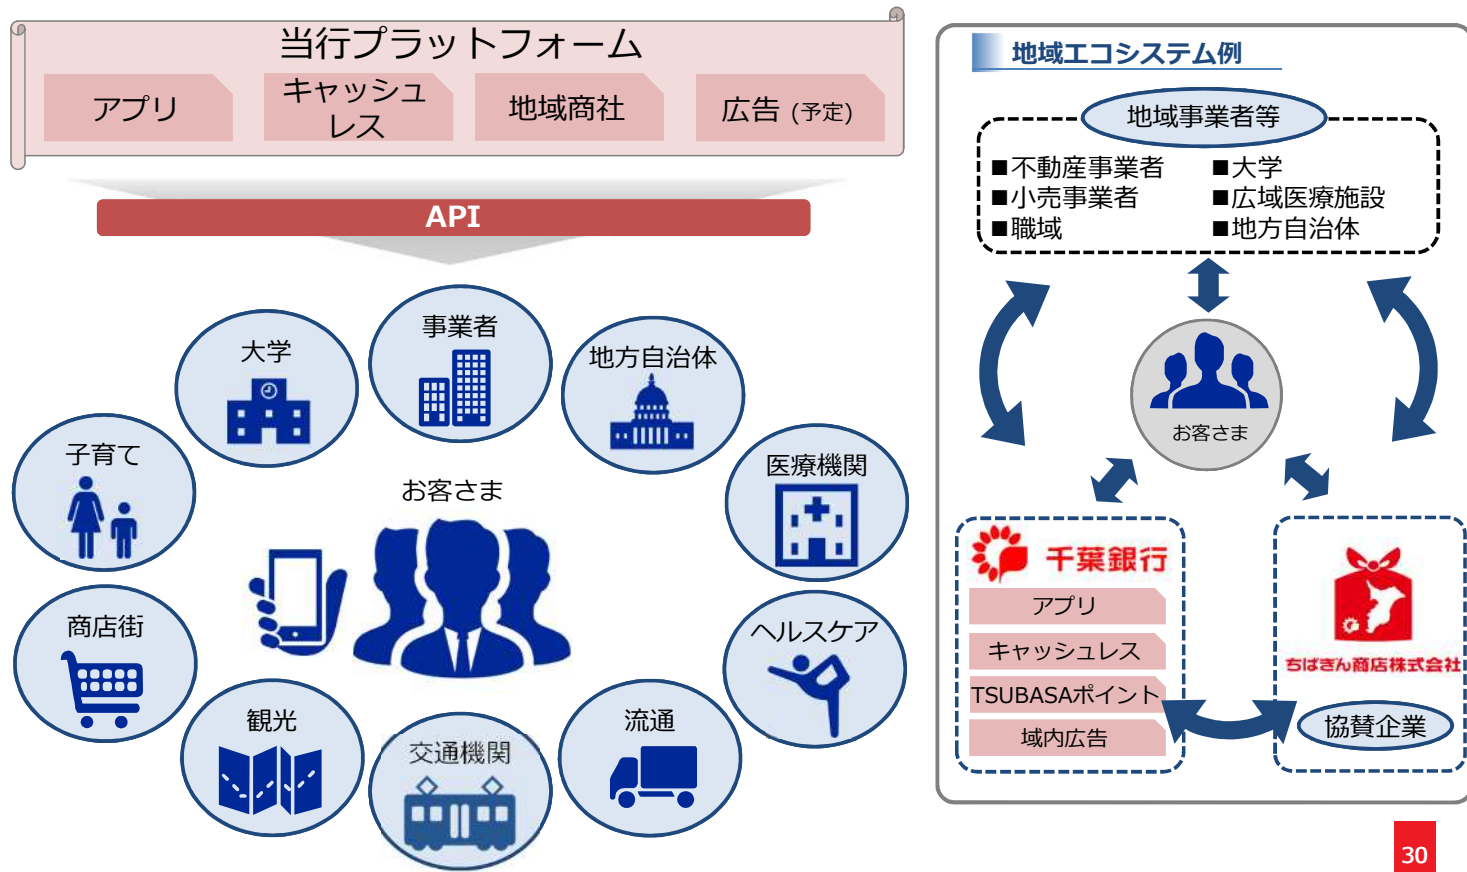 当行プラットフォーム
アプリ
キャッシュ
レス
地域商社
広告 (予定)
API
事業者
大学
地方自治体
子育て
医療機関
お客さま
商店街
ヘルスケア
観光
交通機関
流通
地域エコシステム例
地域事業者等
■不動産事業者
■小売事業者
■職域
■大学
■広域医療施設
■地方自治体
お客さま
千葉銀行
アプリ
キャッシュレス
TSUBASAポイント
域内広告
ちばぎん商店株式会社
協賛企業
30